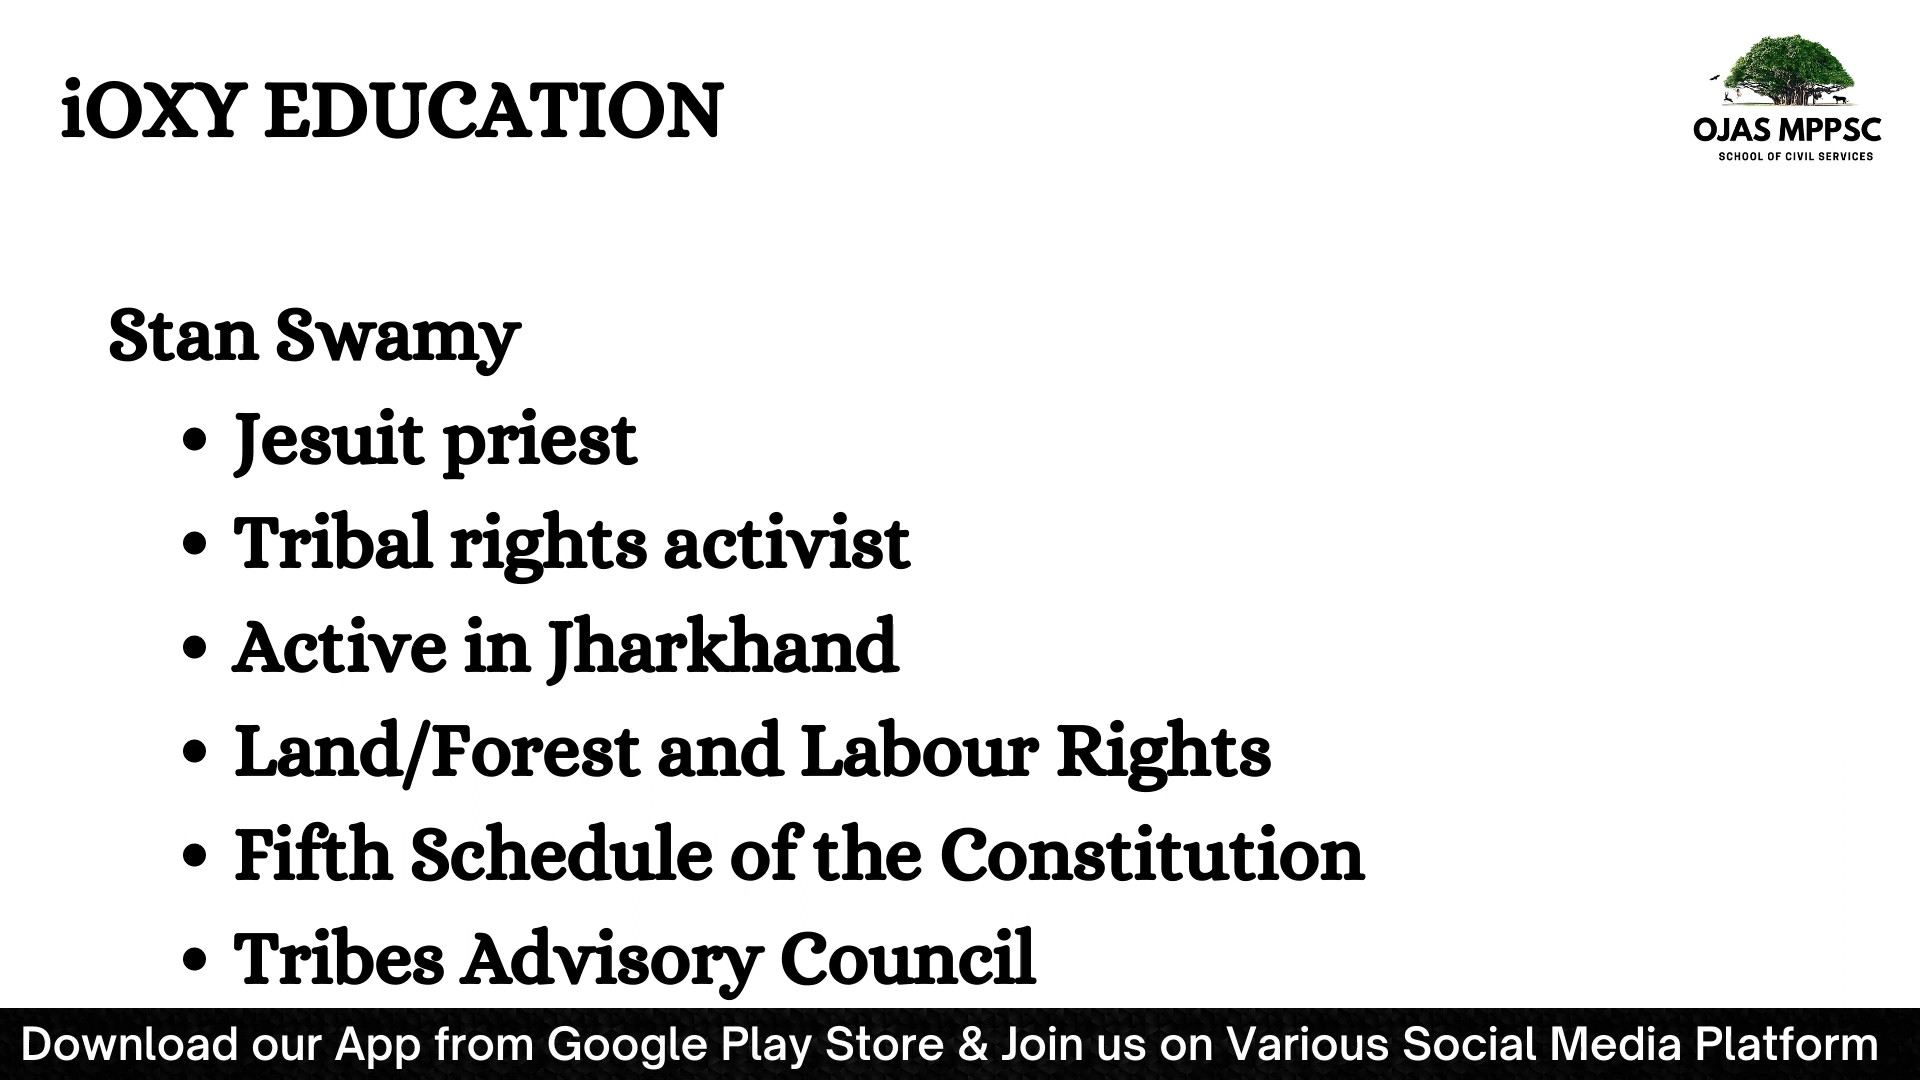 iOXY EDUCATION
OJAS MPPSC
SCHOOL OF CIVIL SERVICES
Stan Swamy
• Jesuit priest
• Tribal rights activist
• Active in Jharkhand
• Land/Forest and Labour Rights
• Fifth Schedule of the Constitution
• Tribes Advisory Council
Download our App from Google Play Store & Join us on Various Social Media Platform